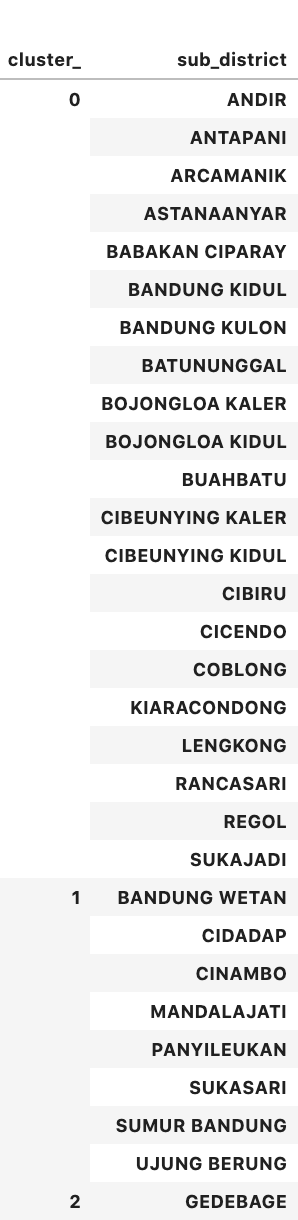 cluster_ sub_district
0 ANDIR
ANTAPANI
ARCAMANIK
ASTANAANYAR
BABAKAN CIPARAY
BANDUNG KIDUL
BANDUNG KULON
BATUNUNGGAL
BOJONGLOA KALER
BOJONGLOA KIDUL
BUAHBATU
CIBEUNYING KALER
CIBEUNYING KIDUL
CIBIRU
CICENDO
COBLONG
KIARACONDONG
LENGKONG
RANCASARI
REGOL
SUKAJADI
1 BANDUNG WETAN
CIDADAP
CINAMBO
MANDALAJATI
PANYILEUKAN
SUKASARI
SUMUR BANDUNG
UJUNG BERUNG
2 GEDEBAGE